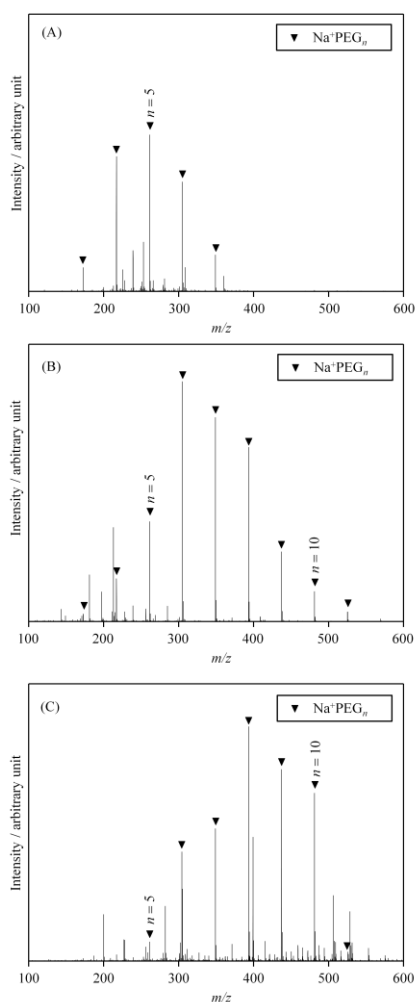 (A)
▼ Na⁺PEGₙ
n = 5
Intensity / arbitrary unit
100 200 300 400 500 600
m/z
(B)
▼ Na⁺PEGₙ
n = 5
n = 10
Intensity / arbitrary unit
100 200 300 400 500 600
m/z
(C)
▼ Na⁺PEGₙ
n = 5
n = 10
Intensity / arbitrary unit
100 200 300 400 500 600
m/z